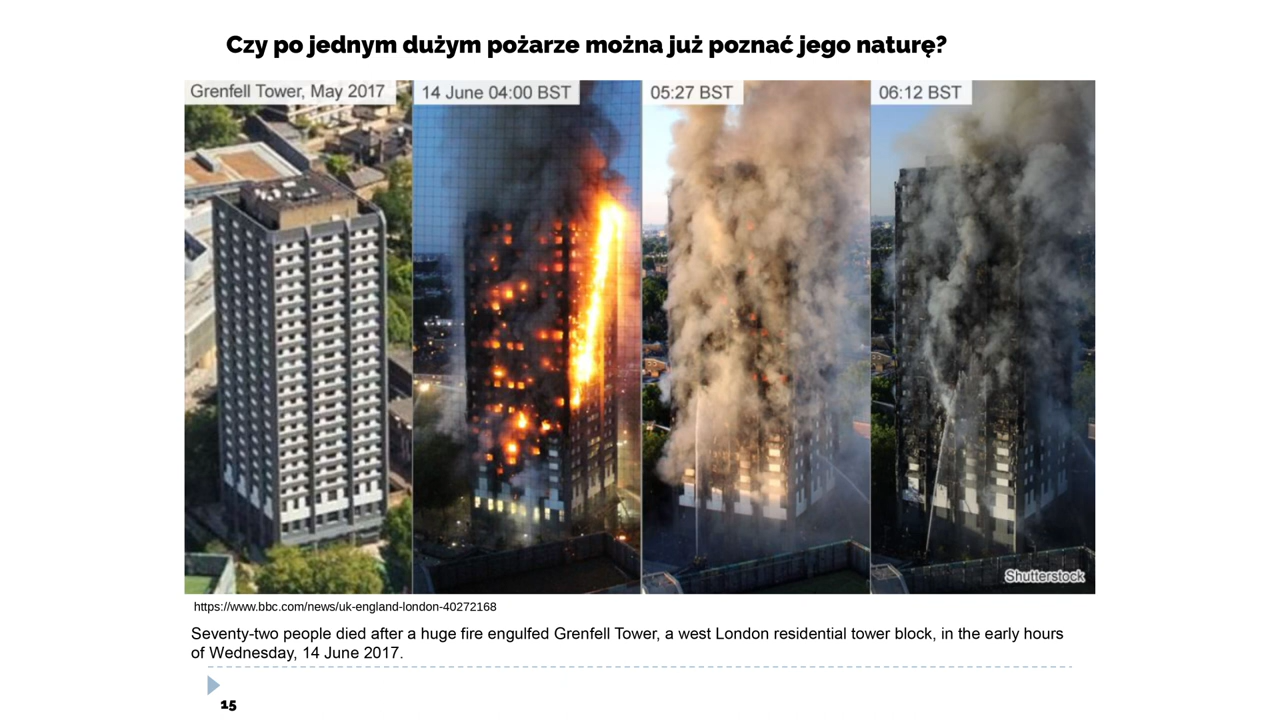 Czy po jednym dużym pożarze można już poznać jego naturę?
Grenfell Tower, May 2017
14 June 04:00 BST
05:27 BST
06:12 BST
Shutterstock
https://www.bbc.com/news/uk-england-london-40272168
Seventy-two people died after a huge fire engulfed Grenfell Tower, a west London residential tower block, in the early hours
of Wednesday, 14 June 2017.
15